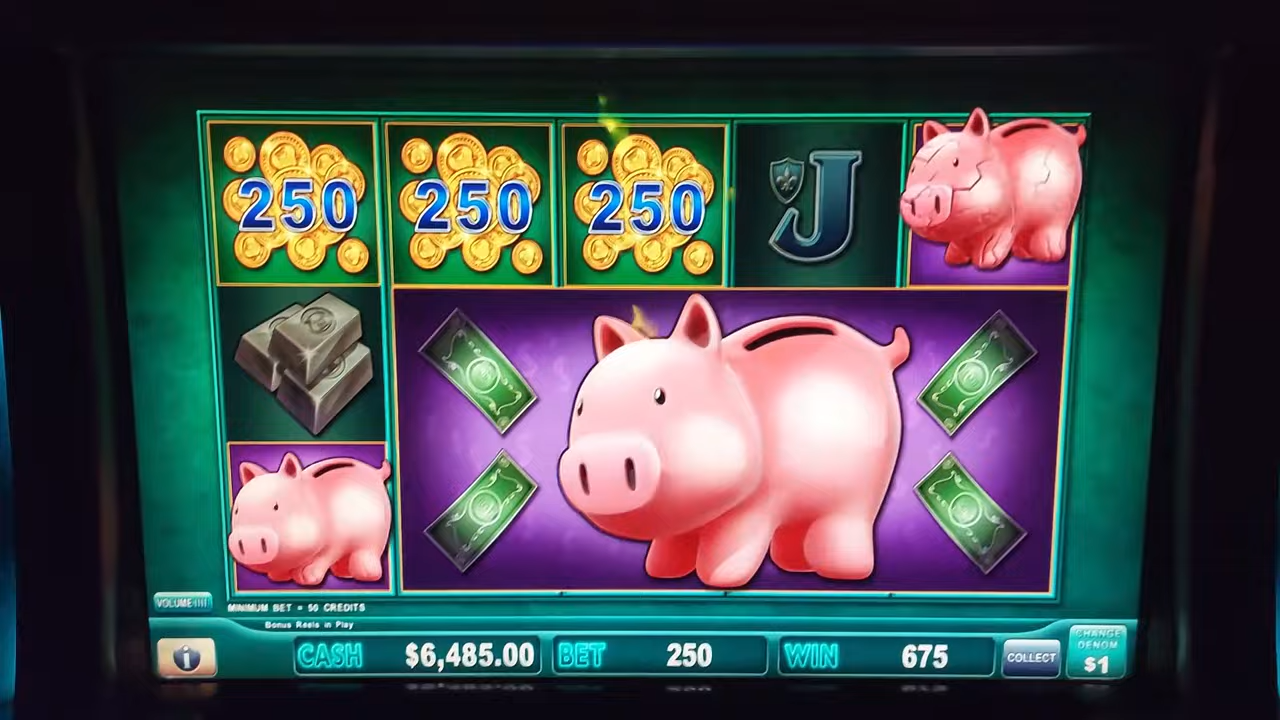 250 250 250 J
VOLUME
MINIMUM BET = 50 CREDITS
Bonus Reels in Play
i CASH $6,485.00 BET 250 WIN 675 COLLECT
CHANGE
DENOM
$1